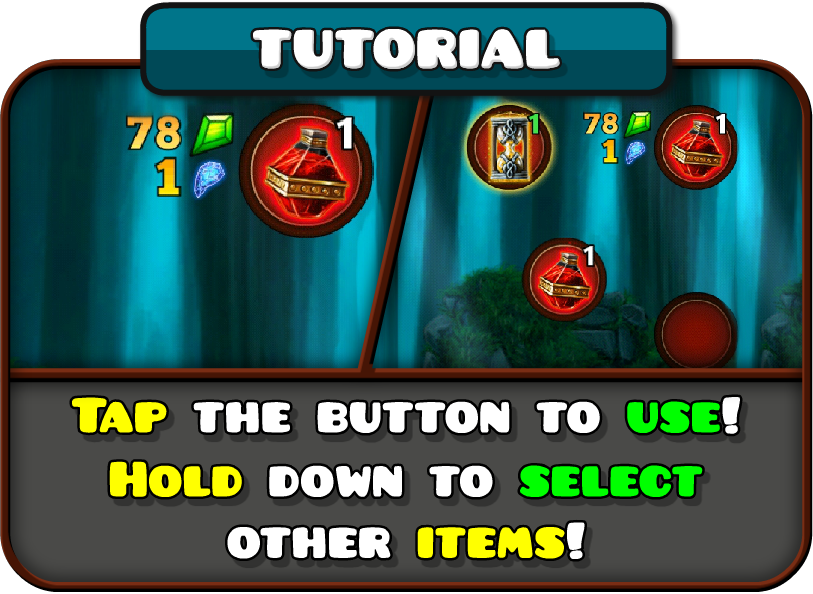 TUTORIAL
78
1
1
1
78
1
1
1
TAP THE BUTTON TO USE!
HOLD DOWN TO SELECT
OTHER ITEMS!